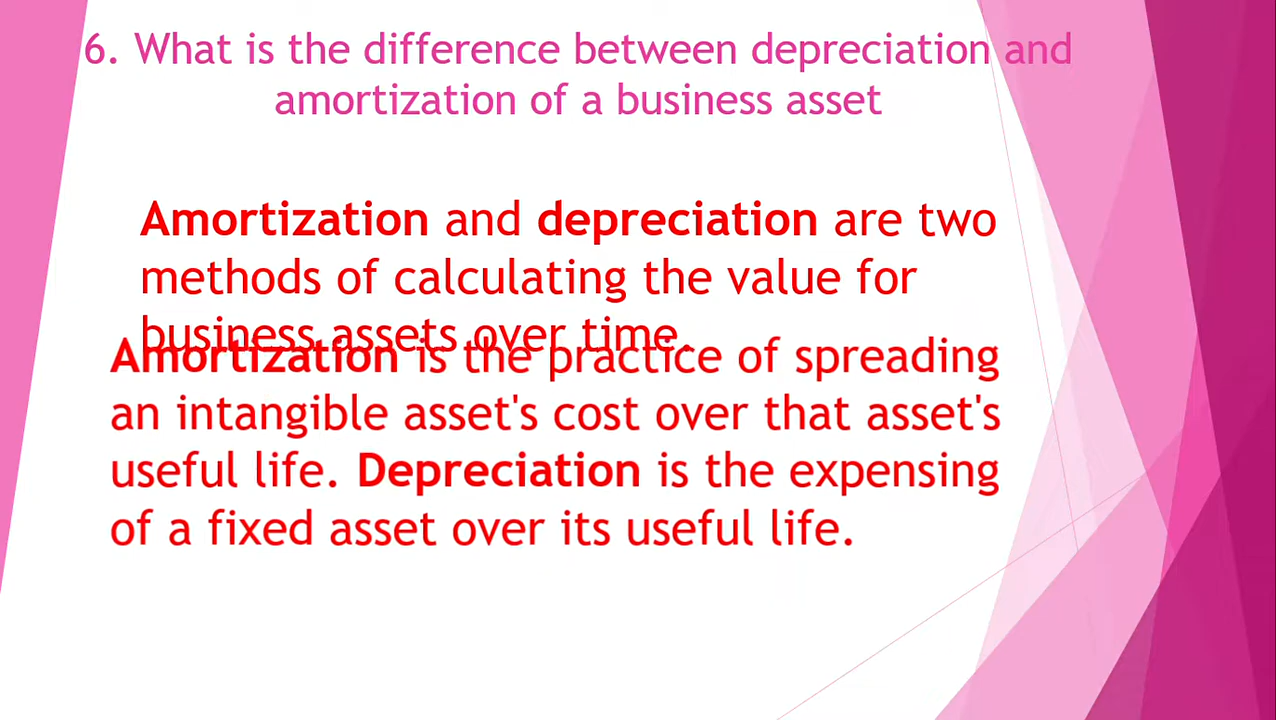 6. What is the difference between depreciation and
amortization of a business asset
Amortization and depreciation are two
methods of calculating the value for
business assets over time.
Amortization is the practice of spreading
an intangible asset's cost over that asset's
useful life. Depreciation is the expensing
of a fixed asset over its useful life.